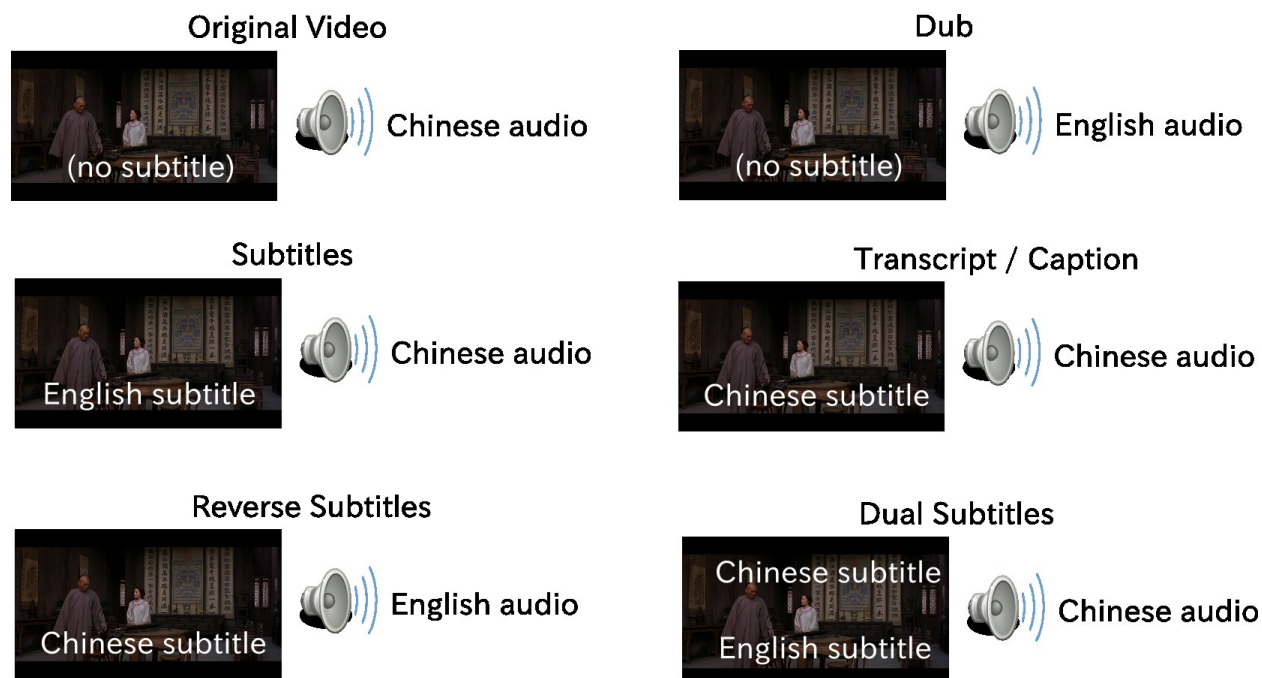 Original Video
(no subtitle)
Chinese audio
Dub
(no subtitle)
English audio
Subtitles
English subtitle
Chinese audio
Transcript / Caption
Chinese subtitle
Chinese audio
Reverse Subtitles
Chinese subtitle
English audio
Dual Subtitles
Chinese subtitle
English subtitle
Chinese audio